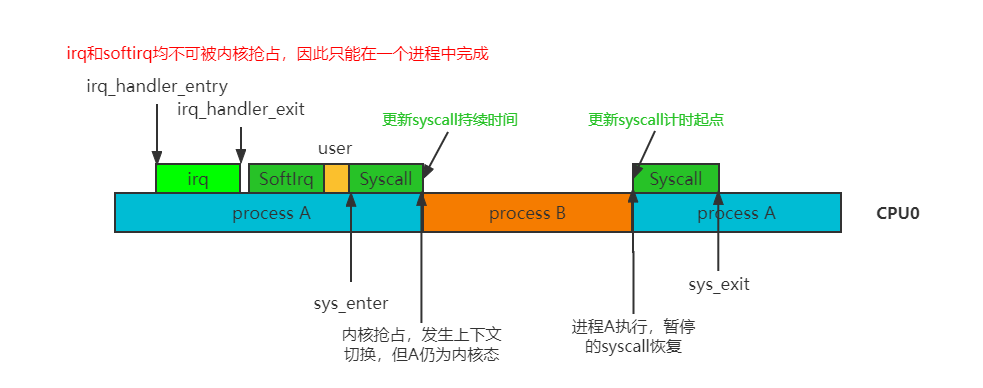 irq和softirq均不可被内核抢占，因此只能在一个进程中完成
irq_handler_entry
irq_handler_exit
更新syscall持续时间
更新syscall计时起点
user
irq
SoftIrq
Syscall
Syscall
process A
process B
process A
CPU0
sys_enter
sys_exit
内核抢占，发生上下文
切换，但A仍为内核态
进程A执行，暂停
的syscall恢复